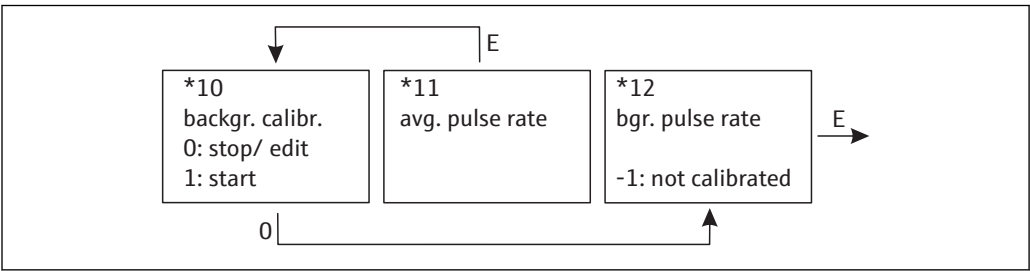 E
*10
backgr. calibr.
0: stop/ edit
1: start
*11
avg. pulse rate
*12
bgr. pulse rate
-1: not calibrated
E
0